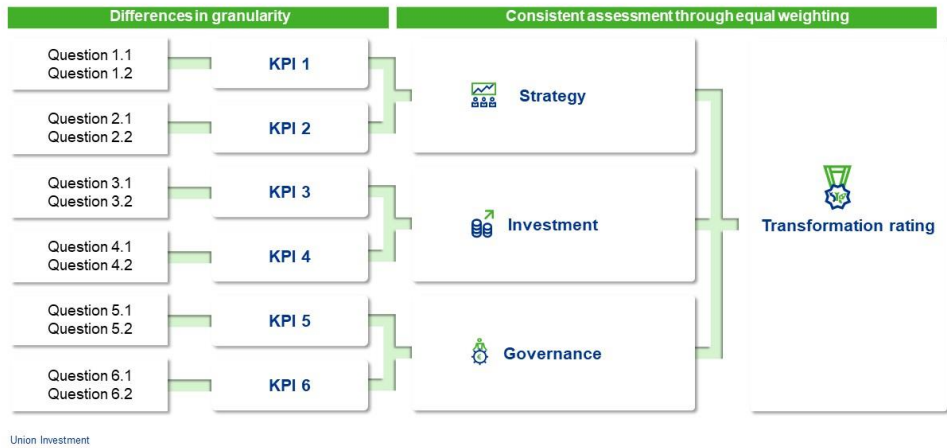 Differences in granularity
Consistent assessment through equal weighting
Question 1.1
Question 1.2
KPI 1
Question 2.1
Question 2.2
KPI 2
Strategy
Question 3.1
Question 3.2
KPI 3
Question 4.1
Question 4.2
KPI 4
Investment
Question 5.1
Question 5.2
KPI 5
Question 6.1
Question 6.2
KPI 6
Governance
Transformation rating
Union Investment